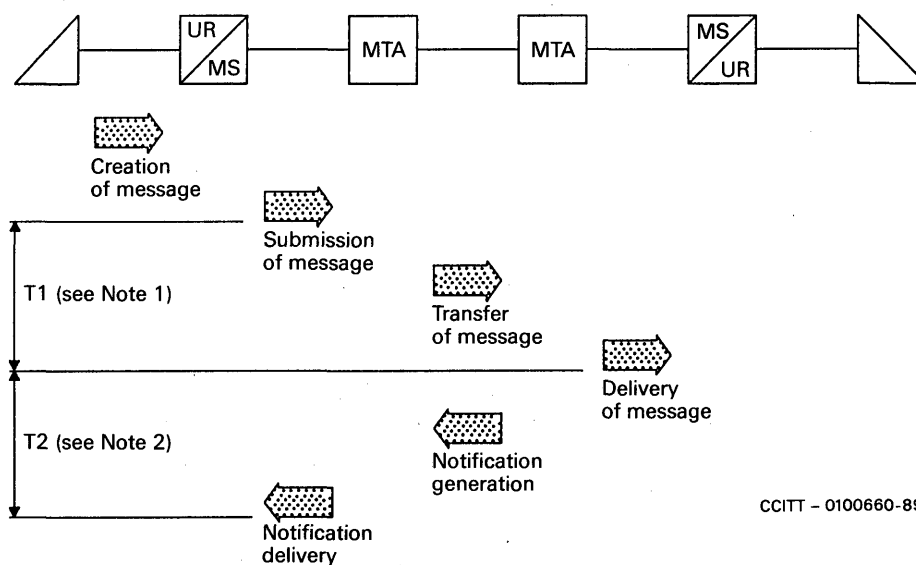 UR
MS
MTA
MTA
MS
UR
Creation
of message
Submission
of message
T1 (see Note 1)
Transfer
of message
Delivery
of message
T2 (see Note 2)
Notification
generation
Notification
delivery
CCITT – 0100660-89